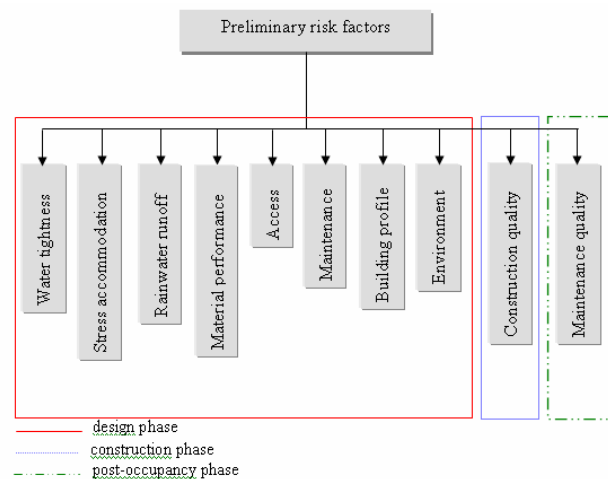 Preliminary risk factors
Water tightness
Stress accommodation
Rainwater runoff
Material performance
Access
Maintenance
Building profile
Environment
Construction quality
Maintenance quality
design phase
construction phase
post-occupancy phase